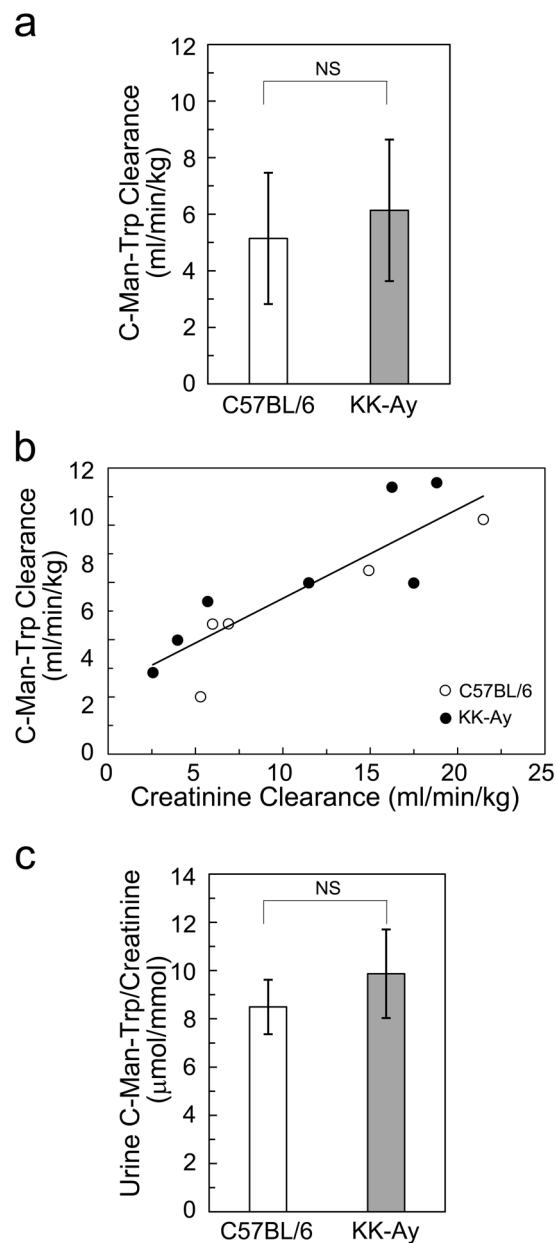 a
C-Man-Trp Clearance
(ml/min/kg)
12
10
8
6
4
2
0
NS
C57BL/6
KK-Ay
b
C-Man-Trp Clearance
(ml/min/kg)
12
10
8
6
4
2
0
C57BL/6
KK-Ay
0
5
10
15
20
25
Creatinine Clearance (ml/min/kg)
c
Urine C-Man-Trp/Creatinine
(μmol/mmol)
14
12
10
8
6
4
2
0
NS
C57BL/6
KK-Ay